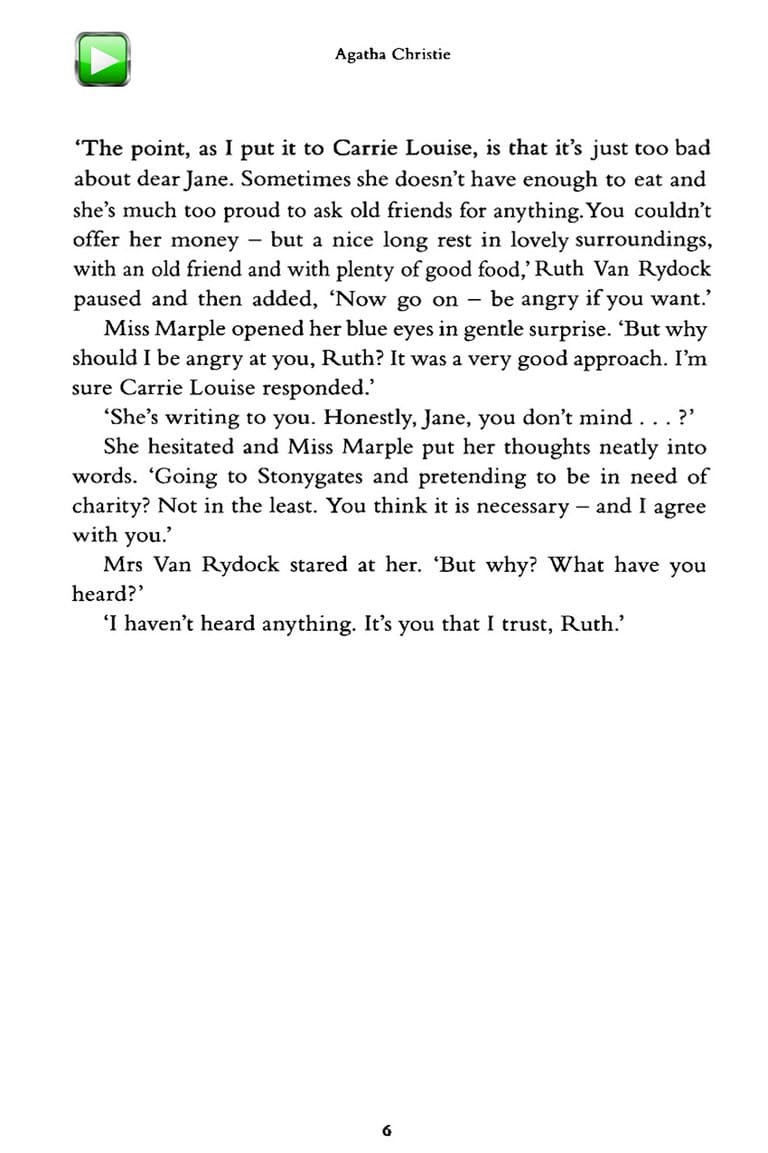 Agatha Christie
‘The point, as I put it to Carrie Louise, is that it’s just too bad
about dear Jane. Sometimes she doesn’t have enough to eat and
she’s much too proud to ask old friends for anything. You couldn’t
offer her money – but a nice long rest in lovely surroundings,
with an old friend and with plenty of good food,’ Ruth Van Rydock
paused and then added, ‘Now go on – be angry if you want.’
Miss Marple opened her blue eyes in gentle surprise. ‘But why
should I be angry at you, Ruth? It was a very good approach. I’m
sure Carrie Louise responded.’
‘She’s writing to you. Honestly, Jane, you don’t mind . . . ?’
She hesitated and Miss Marple put her thoughts neatly into
words. ‘Going to Stonygates and pretending to be in need of
charity? Not in the least. You think it is necessary – and I agree
with you.’
Mrs Van Rydock stared at her. ‘But why? What have you
heard?’
‘I haven’t heard anything. It’s you that I trust, Ruth.’
6